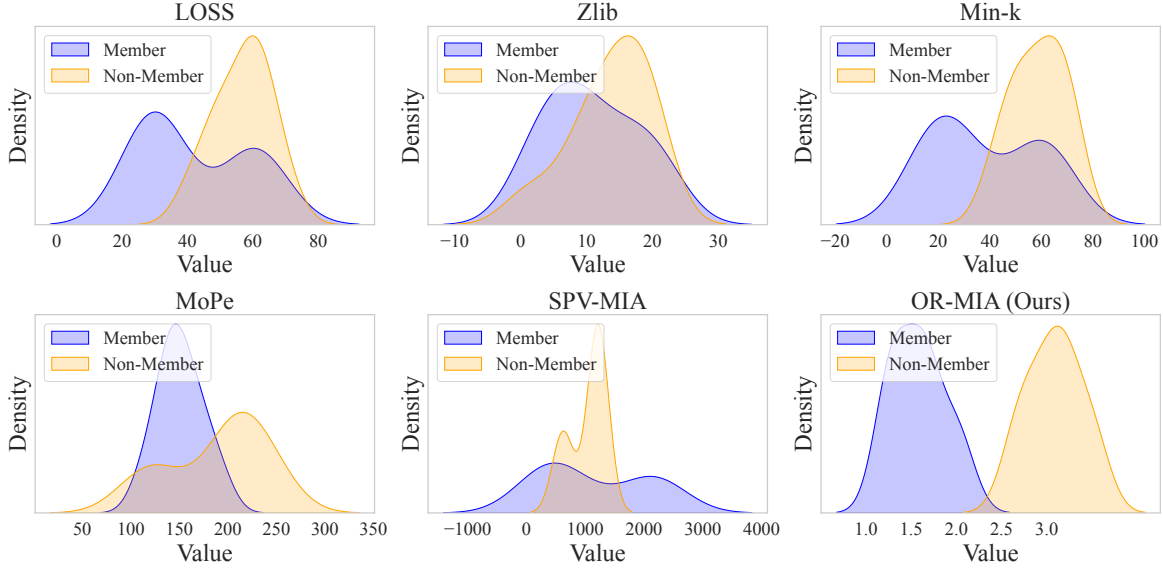 LOSS
Member
Non-Member
Density
0 20 40 60 80
Value
Zlib
Member
Non-Member
Density
−10 0 10 20 30
Value
Min-k
Member
Non-Member
Density
−20 0 20 40 60 80 100
Value
MoPe
Member
Non-Member
Density
50 100 150 200 250 300 350
Value
SPV-MIA
Member
Non-Member
Density
−1000 0 1000 2000 3000 4000
Value
OR-MIA (Ours)
Member
Non-Member
Density
1.0 1.5 2.0 2.5 3.0
Value